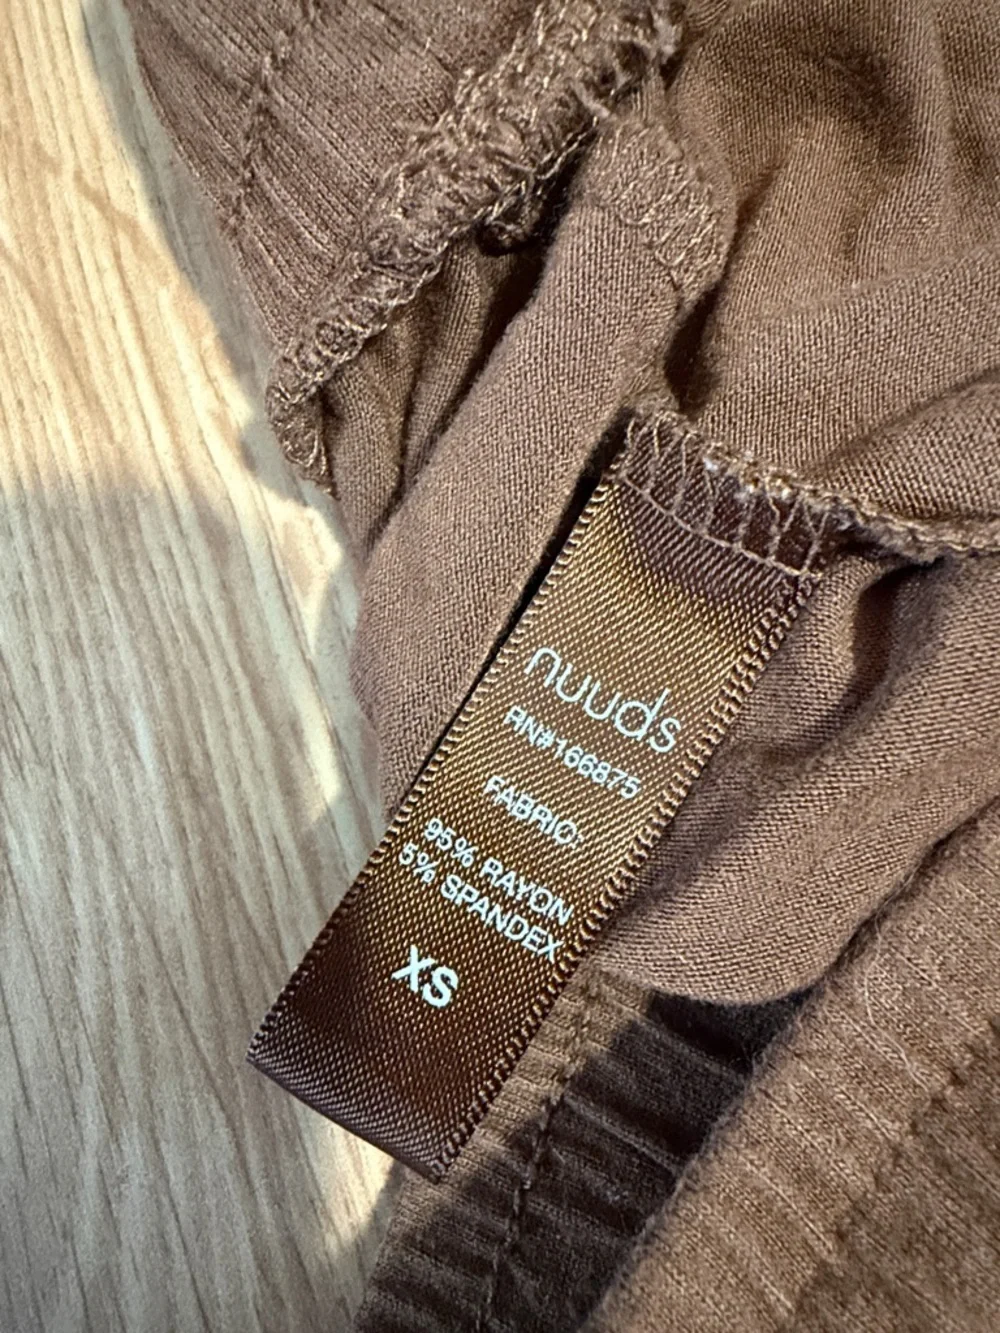 nuuds
RN#166875
FABRIC:
95% RAYON
5% SPANDEX
XS